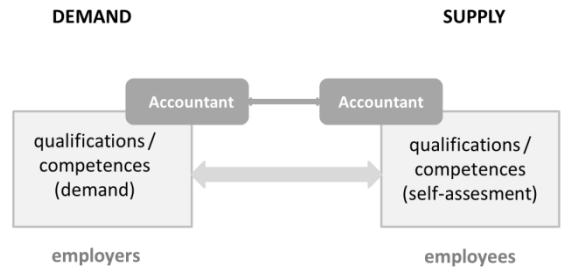 DEMAND
SUPPLY
Accountant
Accountant
qualifications /
competences
(demand)
qualifications /
competences
(self-assesment)
employers
employees